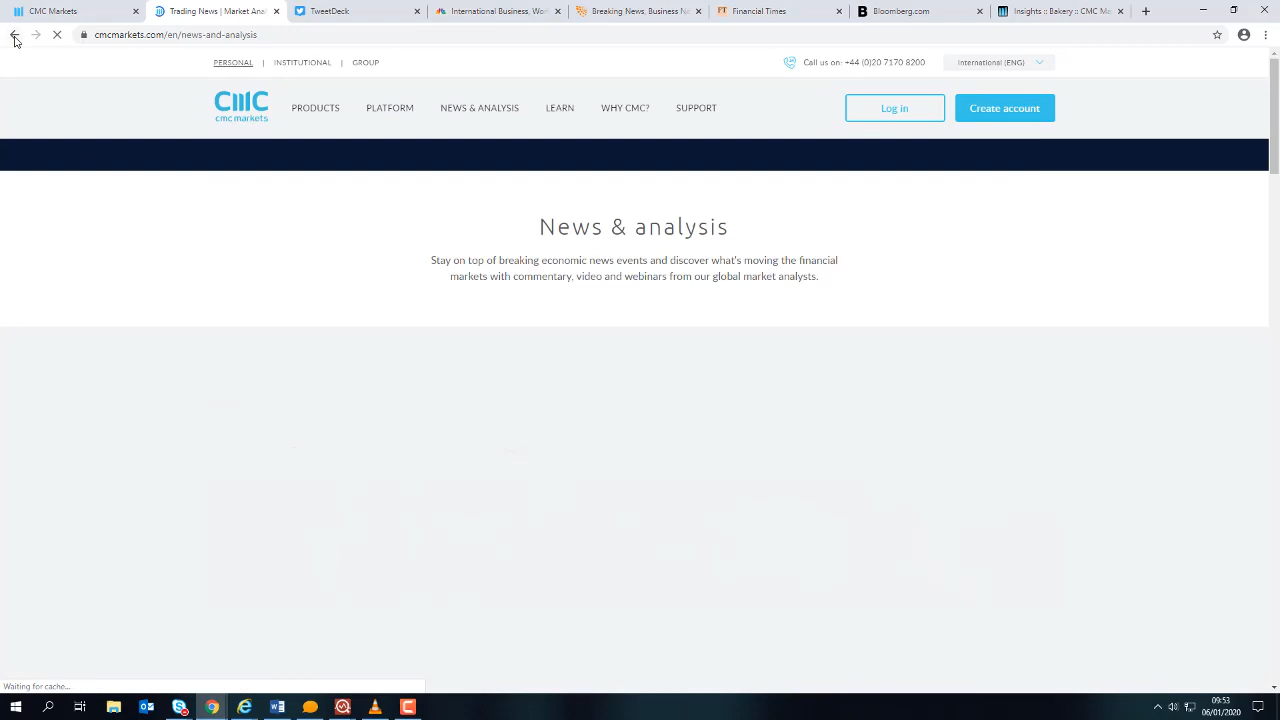 CMC Markets
Trading News | Market Anal
TweetDeck
International Business, Wor
Breaking News, Business Na
Financial Times
Bloomberg.com
Insights :: Bakery :: CMC Ma
cmcmarkets.com/en/news-and-analysis
PERSONAL | INSTITUTIONAL | GROUP
Call us on: +44 (0)20 7170 8200
International (ENG)
cmc
cmc markets
PRODUCTS PLATFORM NEWS & ANALYSIS LEARN WHY CMC? SUPPORT
Log in
Create account
News & analysis
Stay on top of breaking economic news events and discover what's moving the financial
markets with commentary, video and webinars from our global market analysts.
Waiting for cache...
09:53
06/01/2020